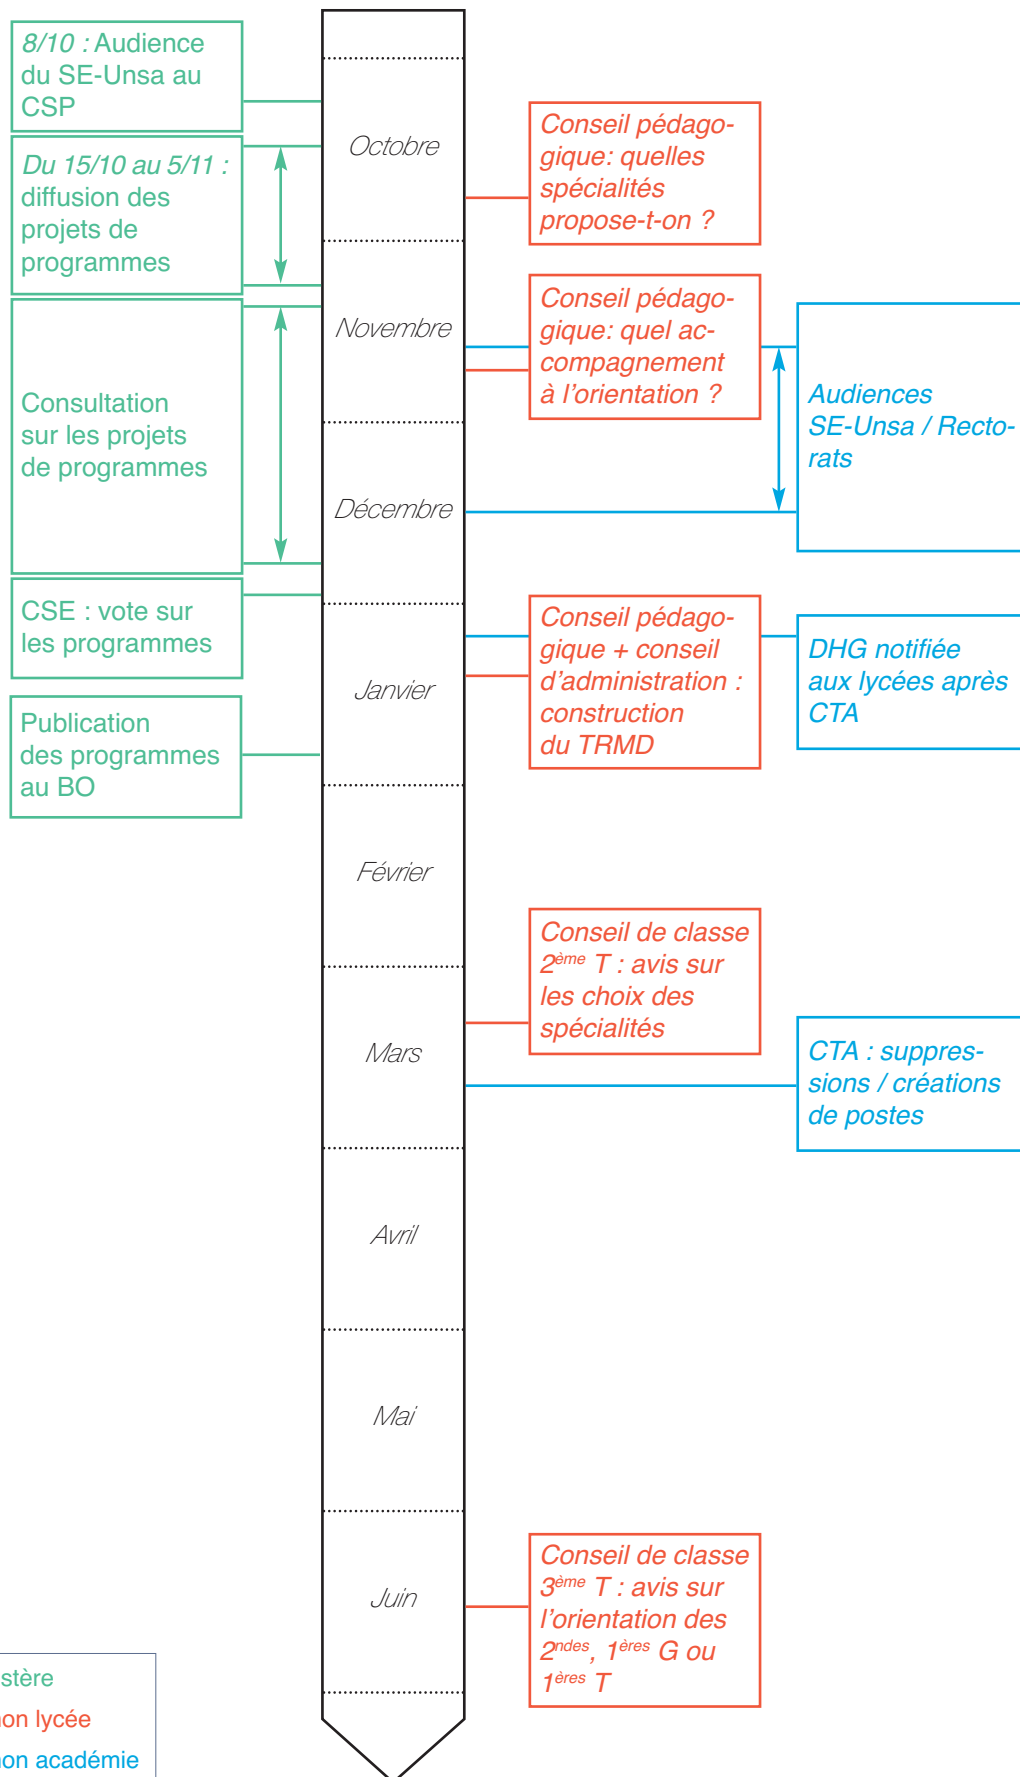 8/10 : Audience
du SE-Unsa au
CSP
Du 15/10 au 5/11 :
diffusion des
projets de
programmes
Consultation
sur les projets
de programmes
CSE : vote sur
les programmes
Publication
des programmes
au BO
Octobre
Novembre
Décembre
Janvier
Février
Mars
Avril
Mai
Juin
Conseil pédago-
gique: quelles
spécialités
propose-t-on ?
Conseil pédago-
gique: quel ac-
compagnement
à l'orientation ?
Conseil pédago-
gique + conseil
d'administration :
construction
du TRMD
Conseil de classe
2ème T : avis sur
les choix des
spécialités
Conseil de classe
3ème T : avis sur
l'orientation des
2ndes, 1ères G ou
1ères T
Audiences
SE-Unsa / Recto-
rats
DHG notifiée
aux lycées après
CTA
CTA : suppres-
sions / créations
de postes
stère
on lycée
on académie